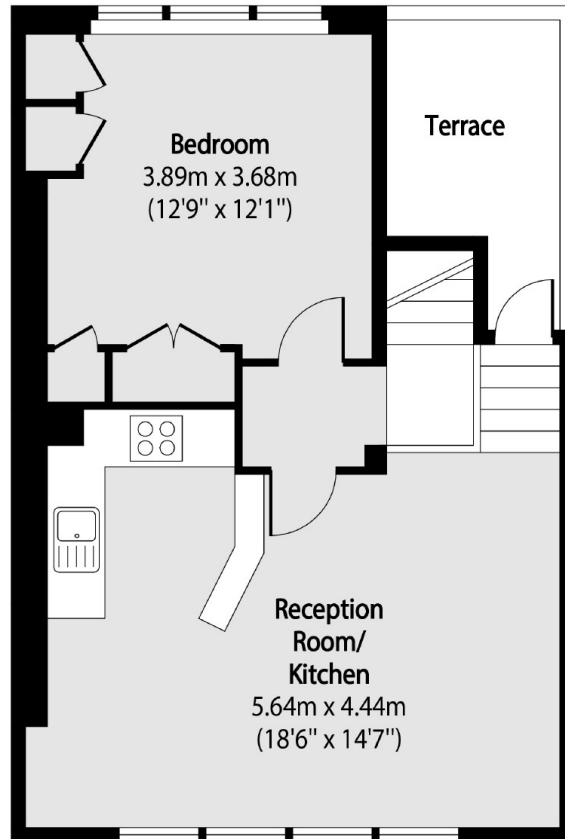 Bedroom
3.89m x 3.68m
(12'9" x 12'1")
Terrace
Reception
Room/
Kitchen
5.64m x 4.44m
(18'6" x 14'7")